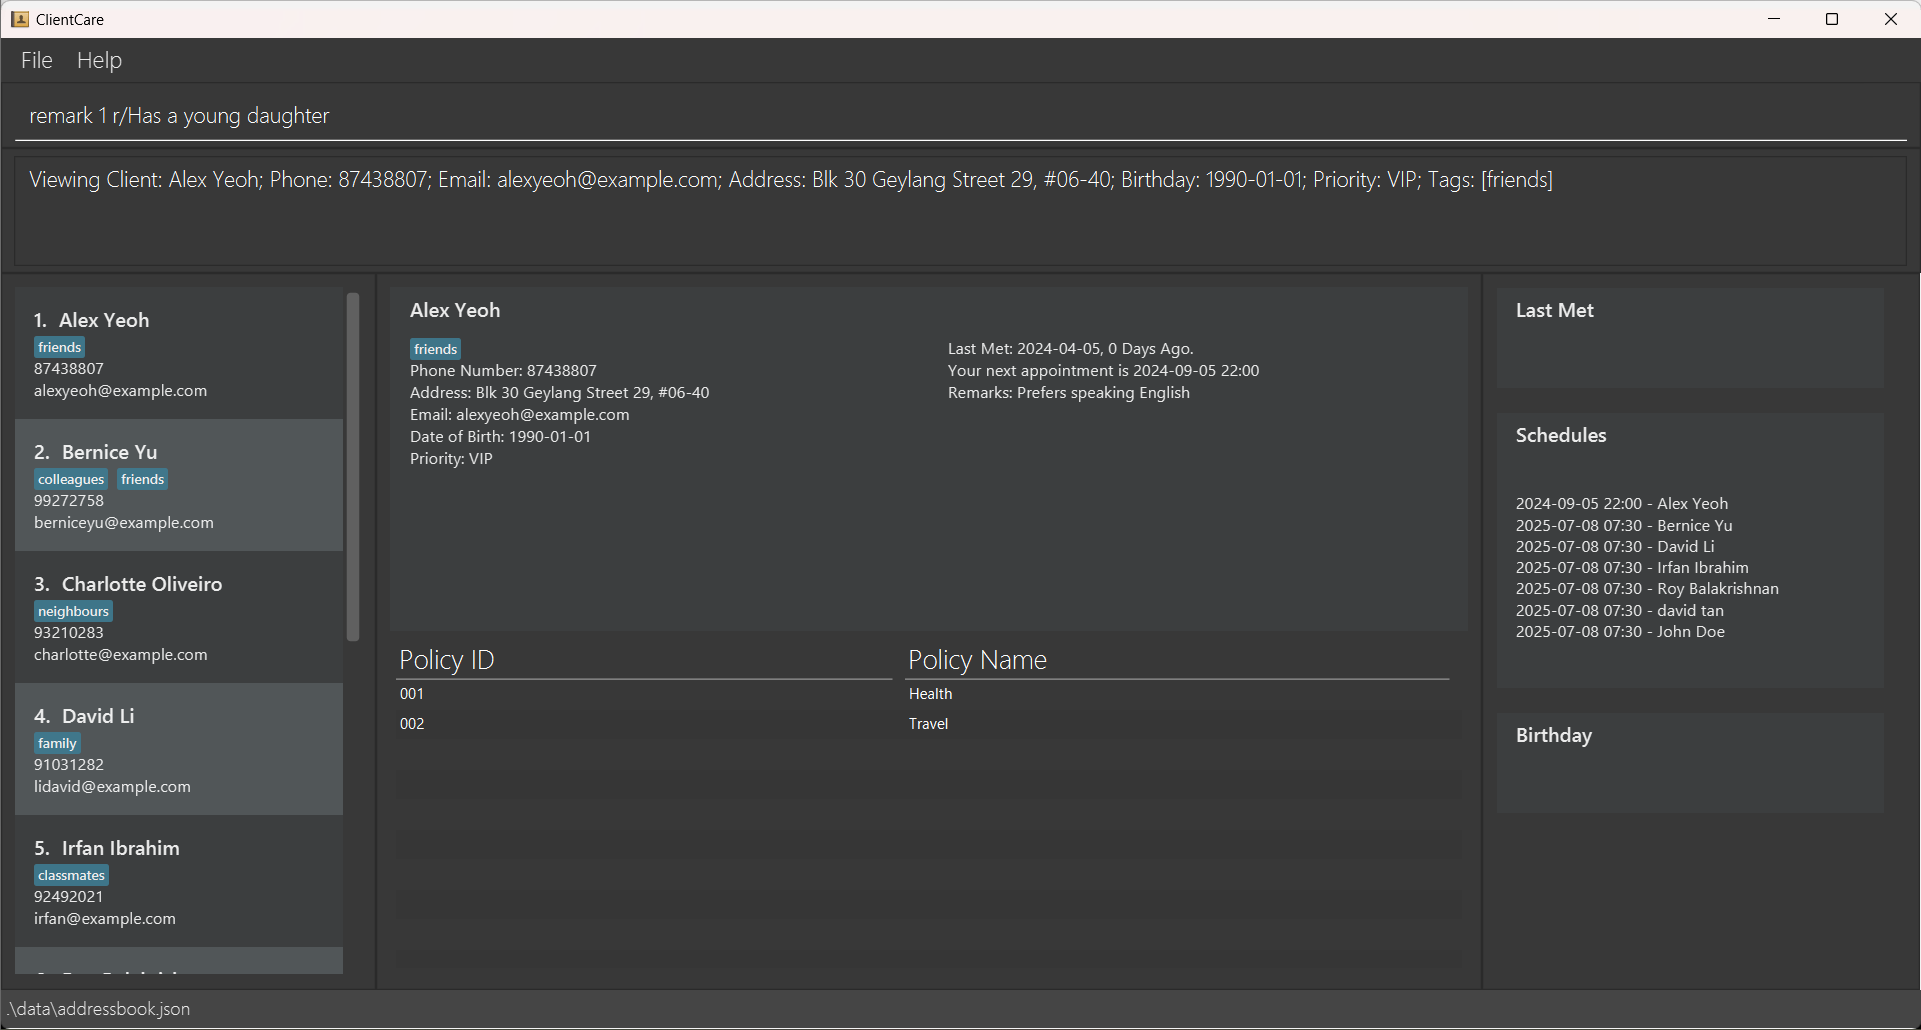 ClientCare
File Help
remark 1 r/Has a young daughter
Viewing Client: Alex Yeoh; Phone: 87438807; Email: alexyeoh@example.com; Address: Blk 30 Geylang Street 29, #06-40; Birthday: 1990-01-01; Priority: VIP; Tags: [friends]
1. Alex Yeoh
friends
87438807
alexyeoh@example.com
2. Bernice Yu
colleagues friends
99272758
berniceyu@example.com
3. Charlotte Oliveiro
neighbours
93210283
charlotte@example.com
4. David Li
family
91031282
lidavid@example.com
5. Irfan Ibrahim
classmates
92492021
irfan@example.com
Alex Yeoh
friends
Phone Number: 87438807
Address: Blk 30 Geylang Street 29, #06-40
Email: alexyeoh@example.com
Date of Birth: 1990-01-01
Priority: VIP
Last Met: 2024-04-05, 0 Days Ago.
Your next appointment is 2024-09-05 22:00
Remarks: Prefers speaking English
Policy ID Policy Name
001 Health
002 Travel
Last Met
Schedules
2024-09-05 22:00 - Alex Yeoh
2025-07-08 07:30 - Bernice Yu
2025-07-08 07:30 - David Li
2025-07-08 07:30 - Irfan Ibrahim
2025-07-08 07:30 - Roy Balakrishnan
2025-07-08 07:30 - david tan
2025-07-08 07:30 - John Doe
Birthday
.\data\addressbook.json